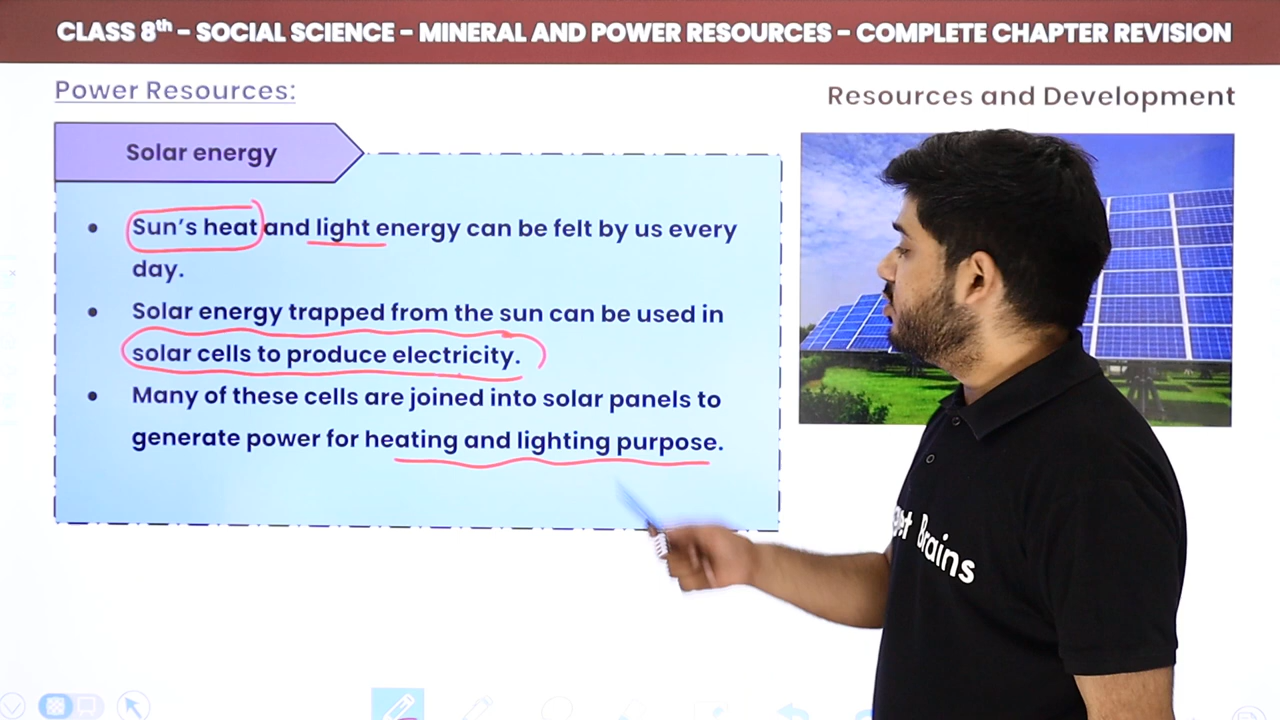 CLASS 8th – SOCIAL SCIENCE – MINERAL AND POWER RESOURCES – COMPLETE CHAPTER REVISION
Power Resources:
Resources and Development
Solar energy
• Sun's heat and light energy can be felt by us every
day.
• Solar energy trapped from the sun can be used in
solar cells to produce electricity.
• Many of these cells are joined into solar panels to
generate power for heating and lighting purpose.
Brains